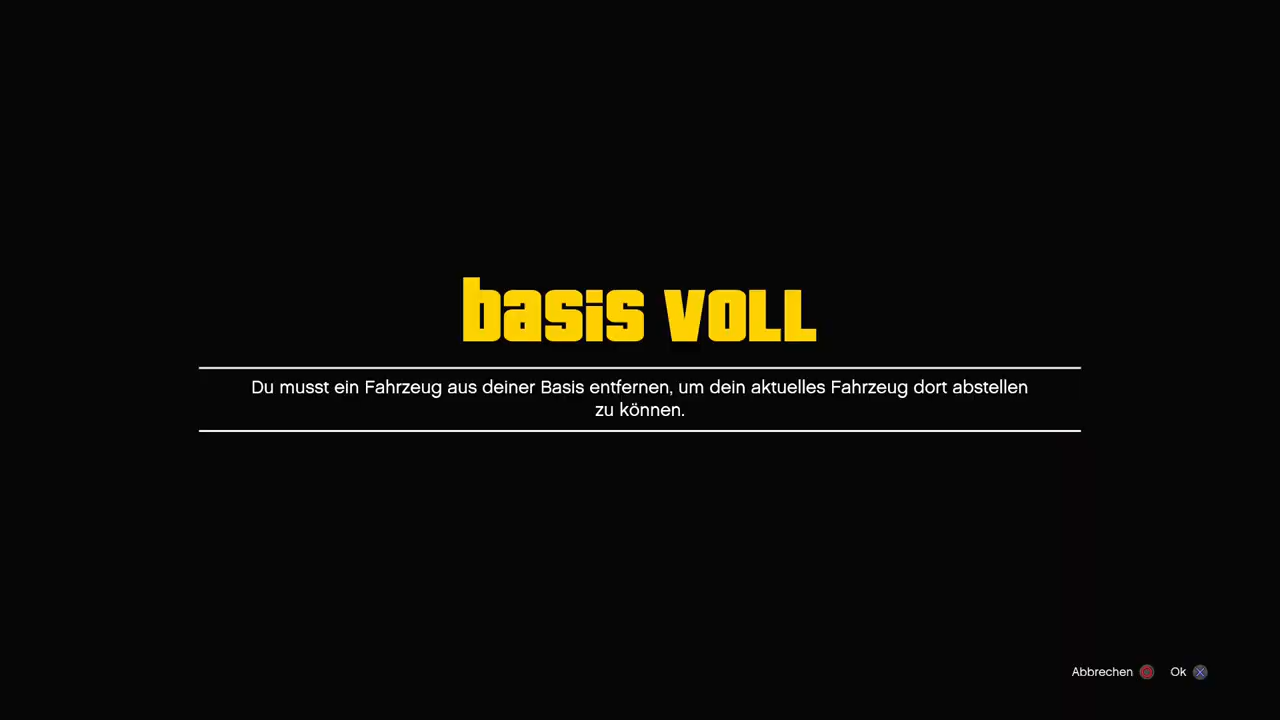 basis voll
Du musst ein Fahrzeug aus deiner Basis entfernen, um dein aktuelles Fahrzeug dort abstellen
zu können.
Abbrechen Ok